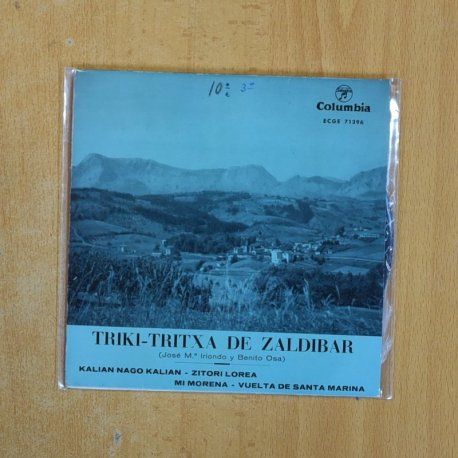 10€ 3-
Columbia
ECGE 71396
TRIKI-TRITXA DE ZALDIBAR
(José M.ª Iriondo y Benito Osa)
KALIAN NAGO KALIAN - ZITORI LOREA
MI MORENA - VUELTA DE SANTA MARINA